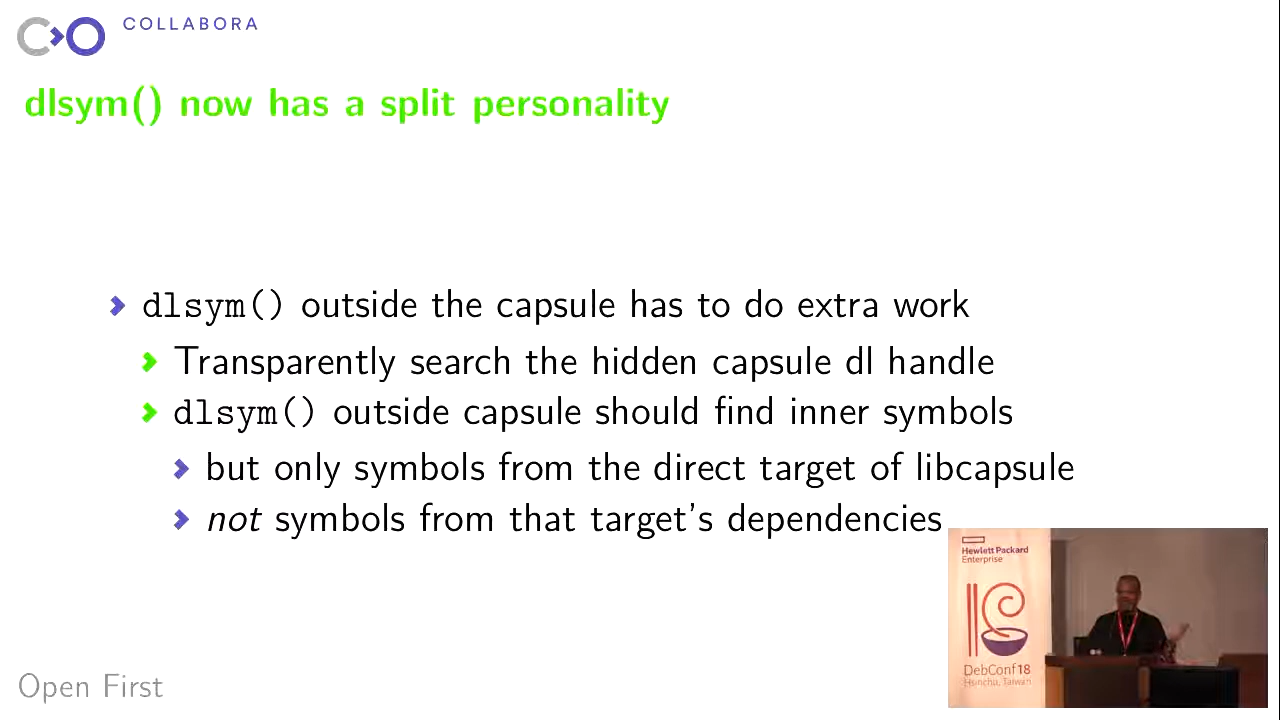 COLLABORA
dlsym() now has a split personality
dlsym() outside the capsule has to do extra work
Transparently search the hidden capsule dl handle
dlsym() outside capsule should find inner symbols
but only symbols from the direct target of libcapsule
not symbols from that target's dependencies
Hewlett Packard
Enterprise
DebConf18
Hsinchu, Taiwan
Open First